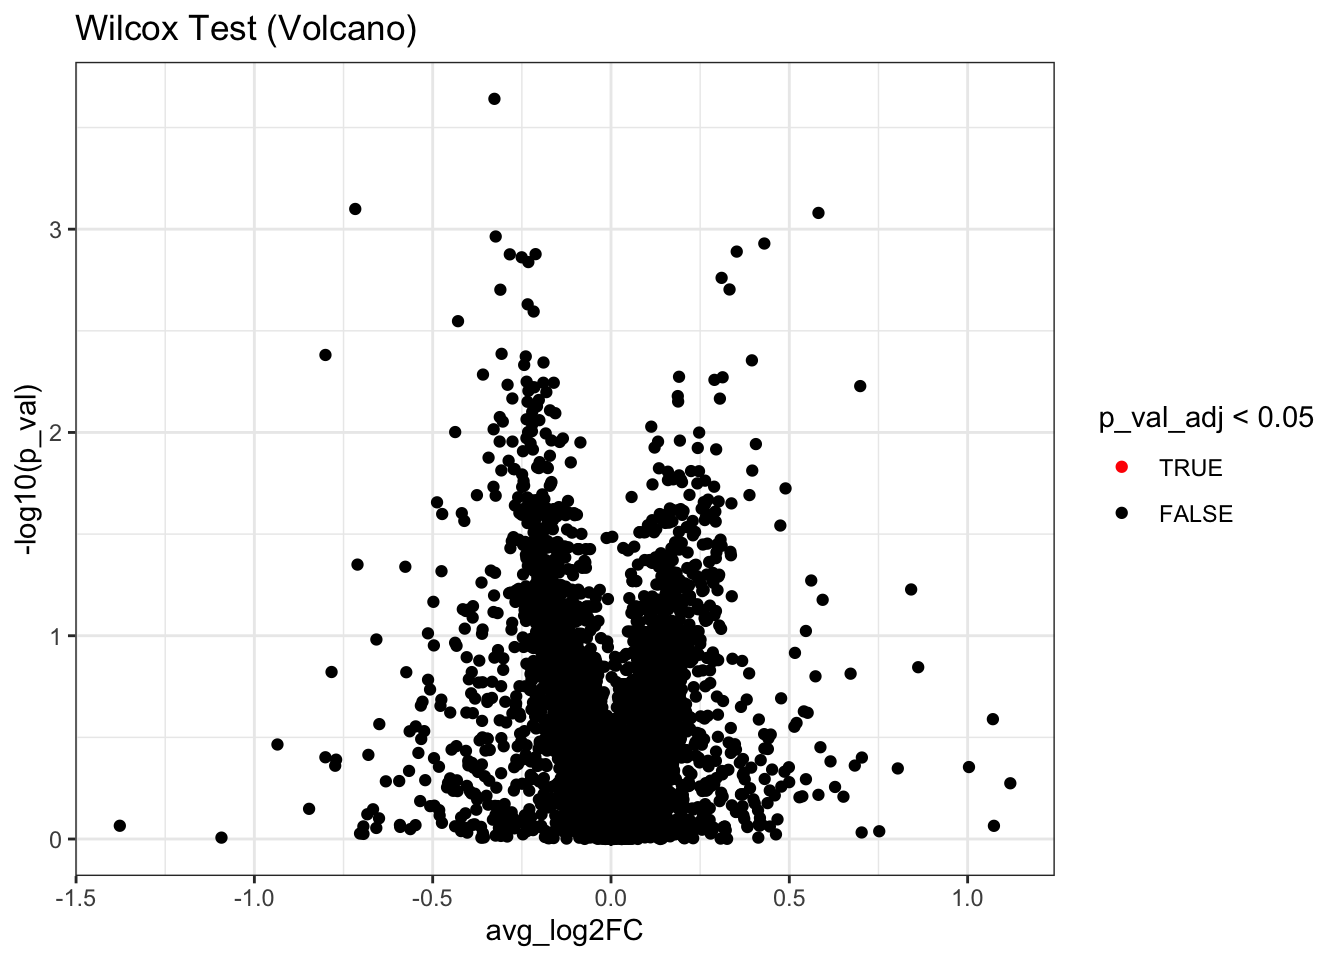 Wilcox Test (Volcano)
-log10(p_val)
3
2
1
0
-1.5 -1.0 -0.5 0.0 0.5 1.0
avg_log2FC
p_val_adj < 0.05
TRUE
FALSE